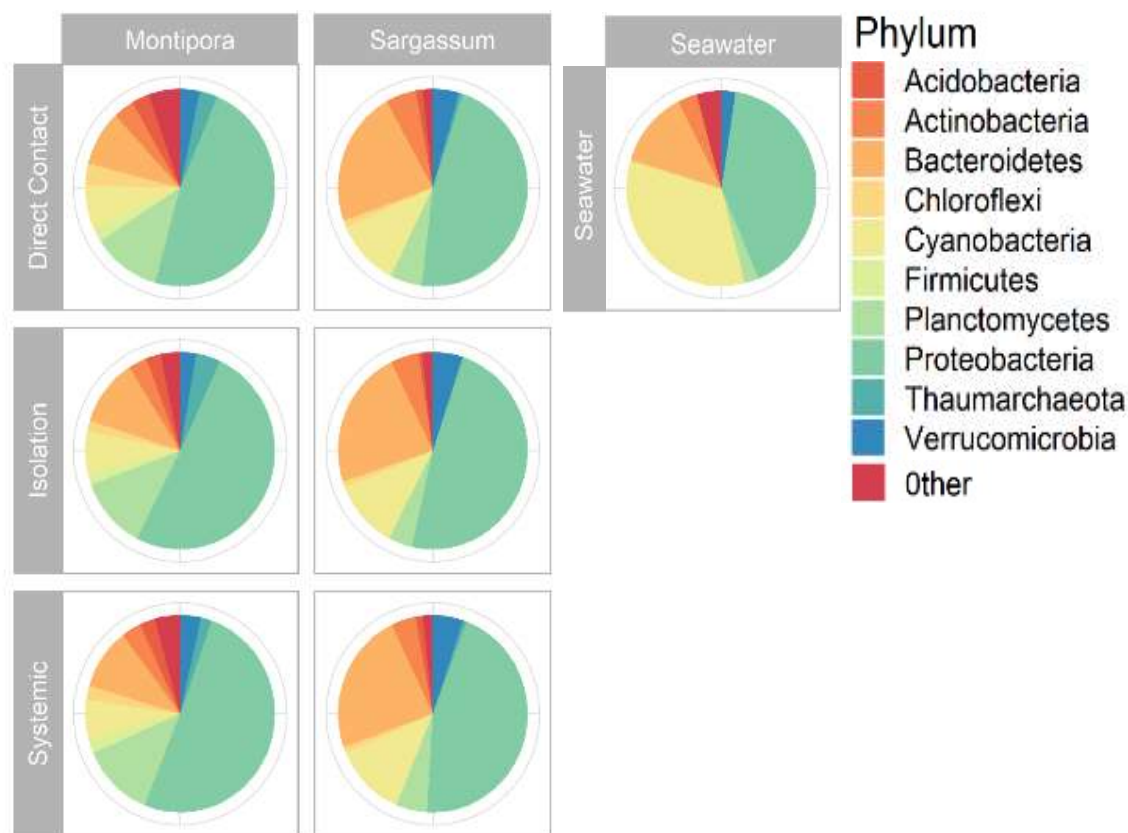 Montipora
Sargassum
Seawater
Direct Contact
Isolation
Systemic
Seawater
Phylum
Acidobacteria
Actinobacteria
Bacteroidetes
Chloroflexi
Cyanobacteria
Firmicutes
Planctomycetes
Proteobacteria
Thaumarchaeota
Verrucomicrobia
0ther